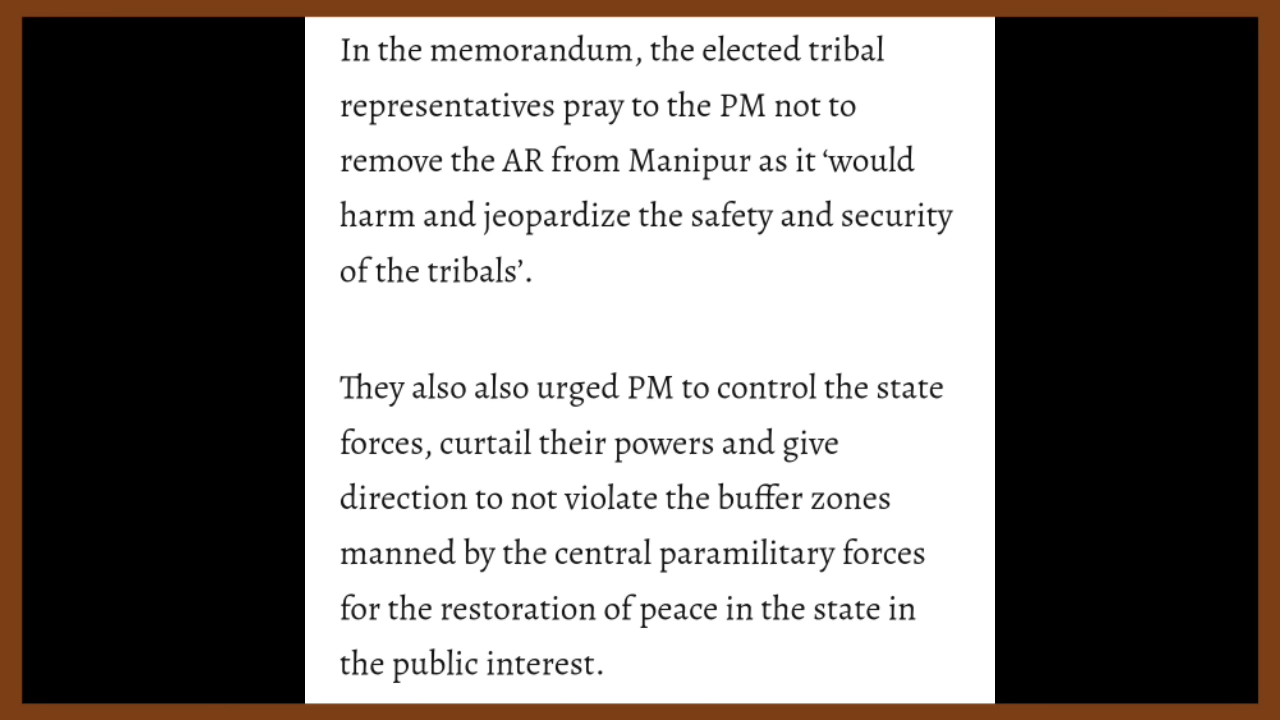 In the memorandum, the elected tribal
representatives pray to the PM not to
remove the AR from Manipur as it ‘would
harm and jeopardize the safety and security
of the tribals’.
They also also urged PM to control the state
forces, curtail their powers and give
direction to not violate the buffer zones
manned by the central paramilitary forces
for the restoration of peace in the state in
the public interest.